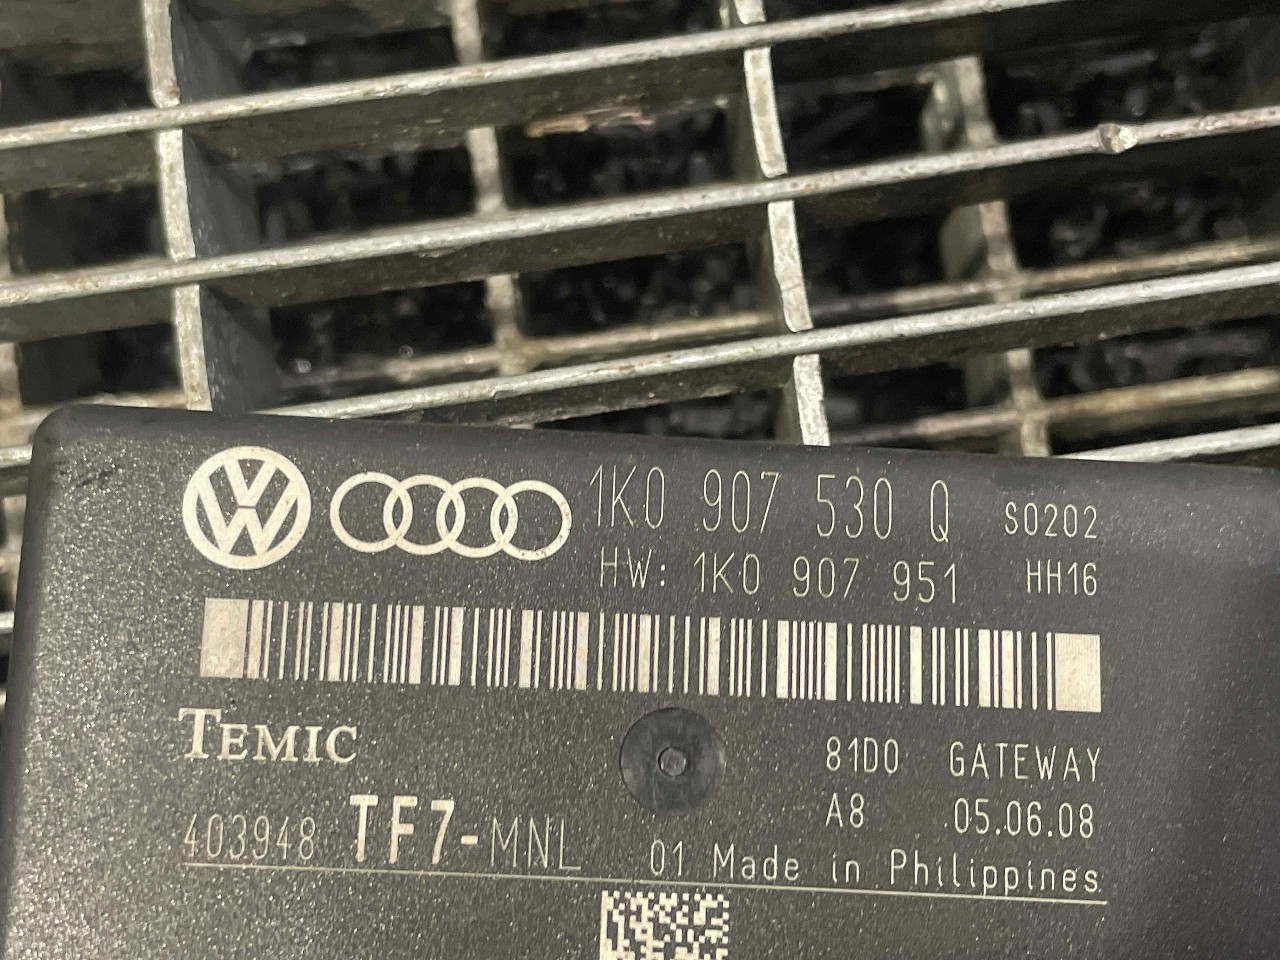 1K0 907 530 Q S0202
HW: 1K0 907 951 HH16
TEMIC
81D0 GATEWAY
A8 05.06.08
403948 TF7-MNL 01 Made in Philippines